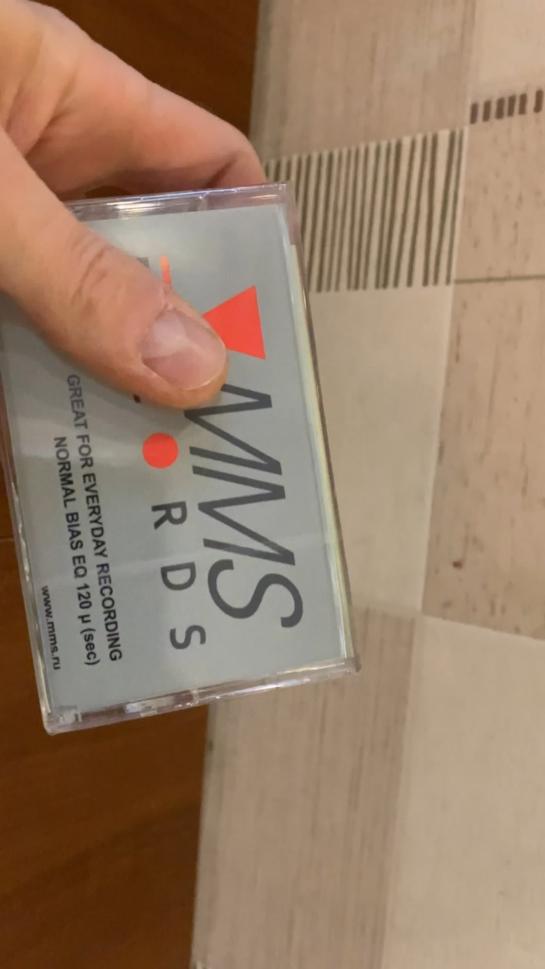 MMS
R D S
GREAT FOR EVERYDAY RECORDING
NORMAL BIAS EQ 120 μ (sec)
www.mms.ru